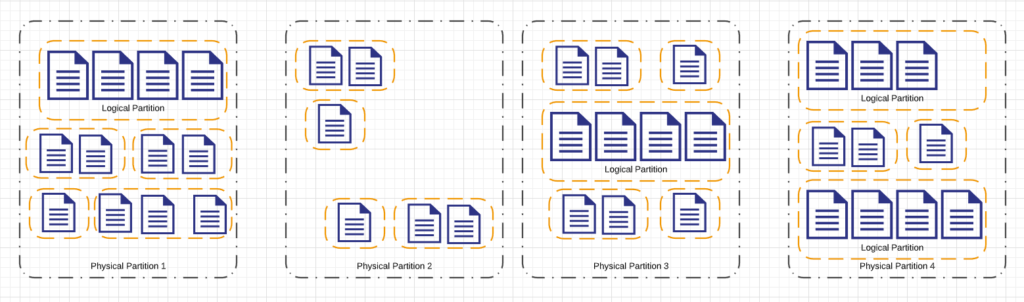 Logical Partition
Physical Partition 1
Physical Partition 2
Logical Partition
Physical Partition 3
Logical Partition
Logical Partition
Physical Partition 4